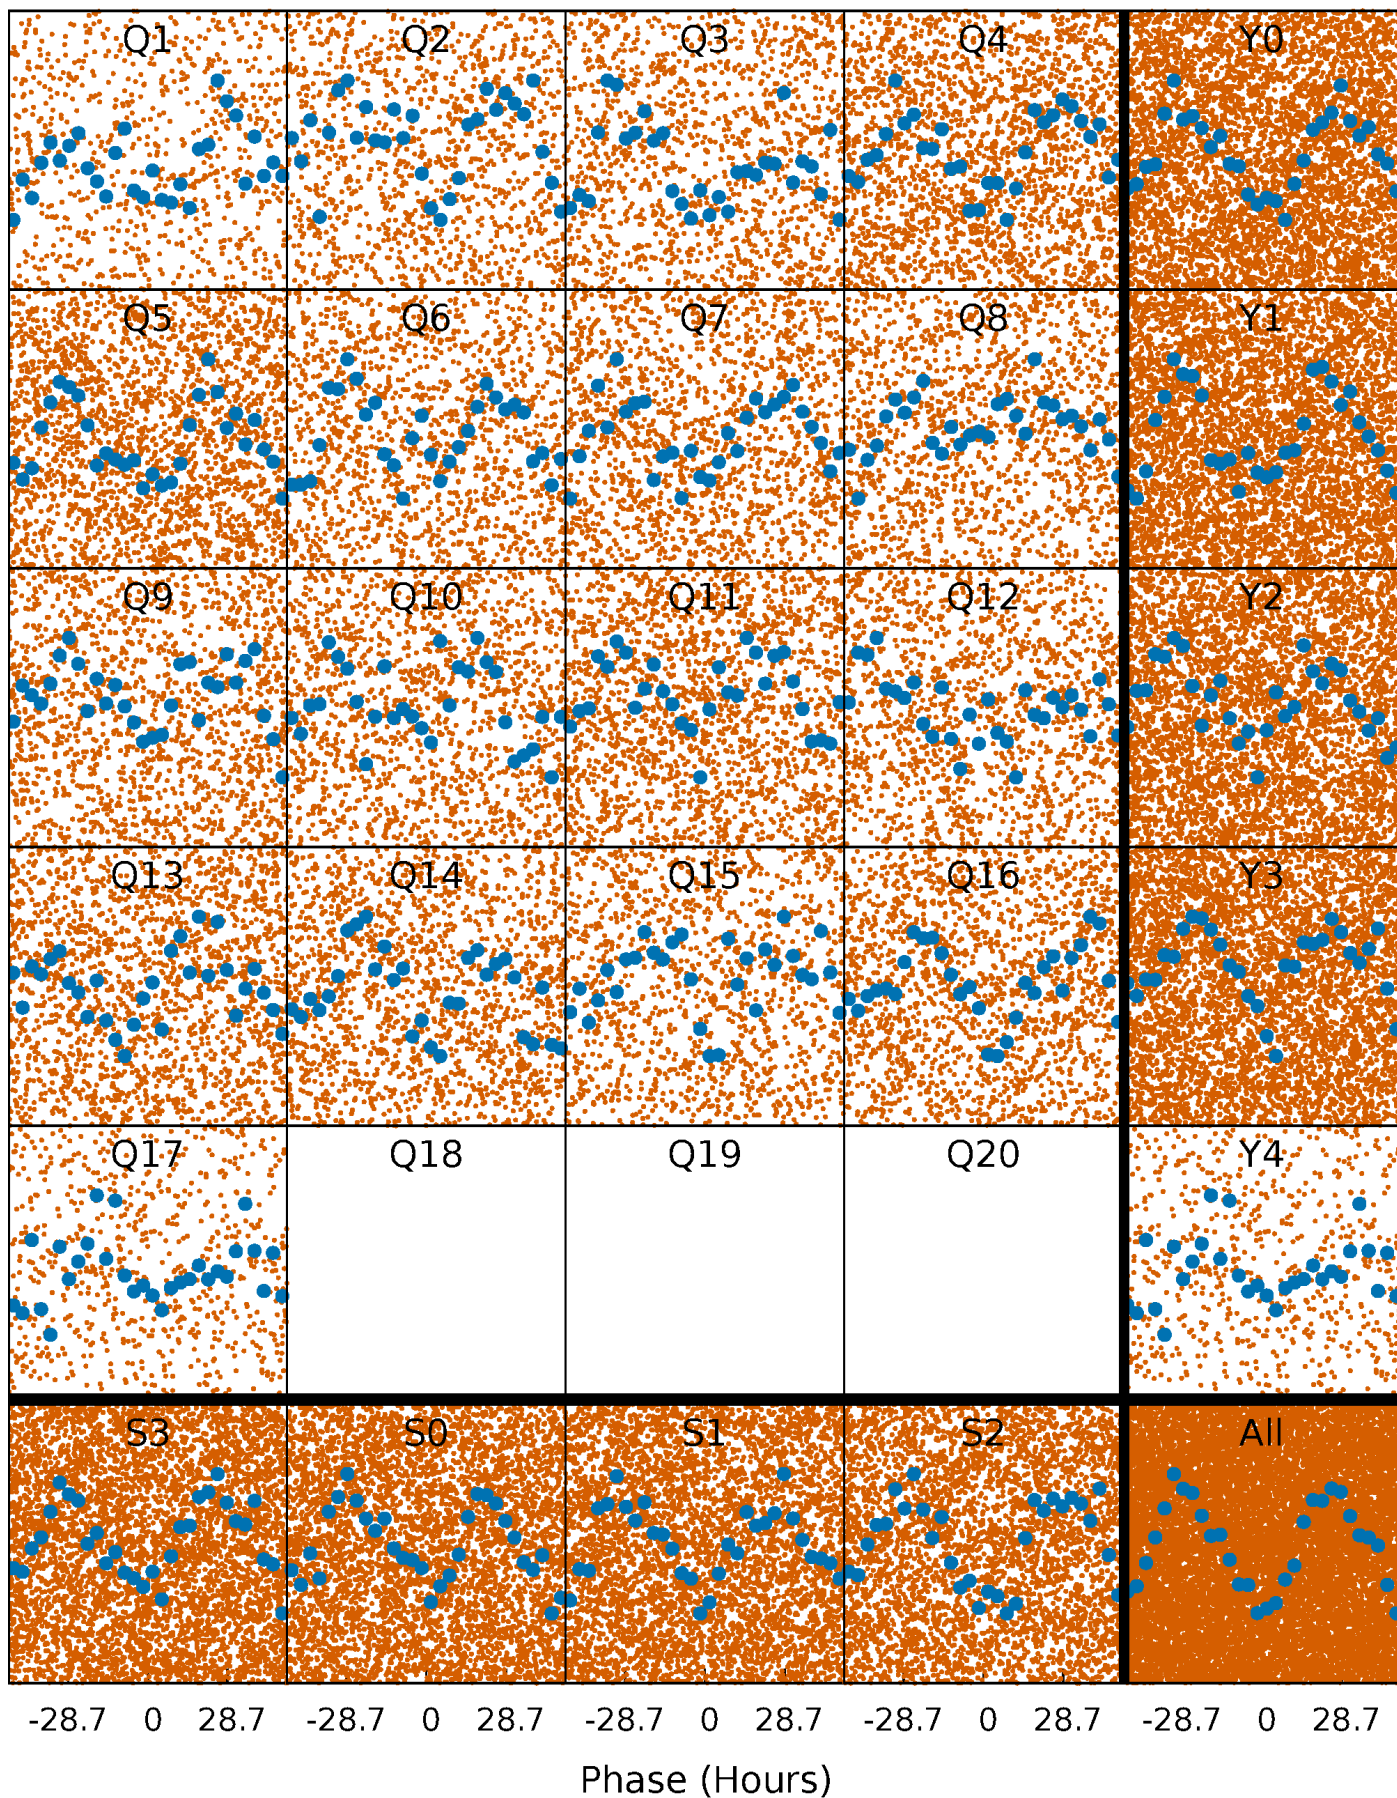 Q1 Q2 Q3 Q4 Y0
Q5 Q6 Q7 Q8 Y1
Q9 Q10 Q11 Q12 Y2
Q13 Q14 Q15 Q16 Y3
Q17 Q18 Q19 Q20 Y4
S3 S0 S1 S2 All
-28.7 0 28.7 -28.7 0 28.7 -28.7 0 28.7 -28.7 0 28.7 -28.7 0 28.7
Phase (Hours)